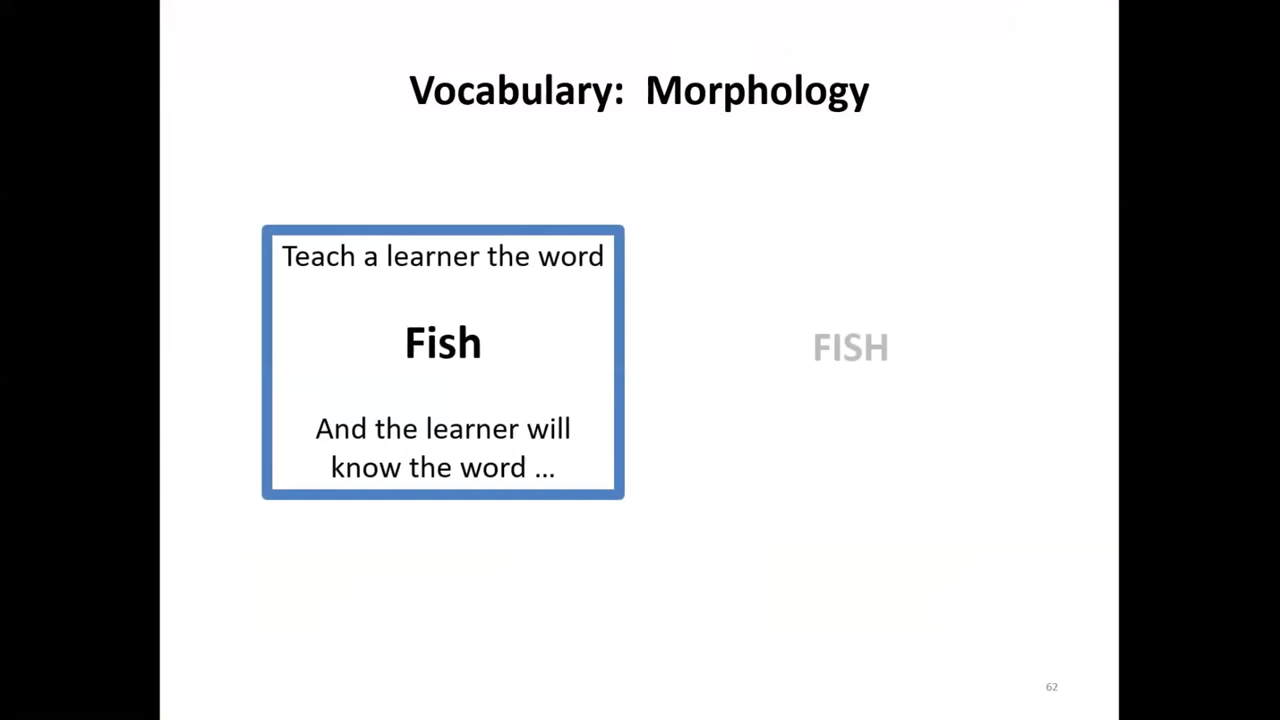 Vocabulary: Morphology
Teach a learner the word
Fish
And the learner will
know the word ...
FISH
62